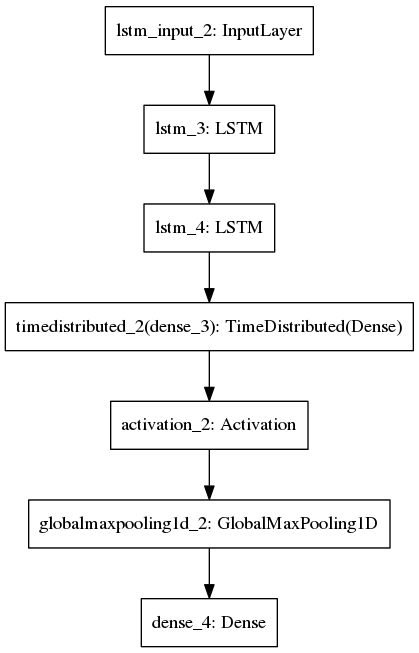 lstm_input_2: InputLayer
lstm_3: LSTM
lstm_4: LSTM
timedistributed_2(dense_3): TimeDistributed(Dense)
activation_2: Activation
globalmaxpooling1d_2: GlobalMaxPooling1D
dense_4: Dense